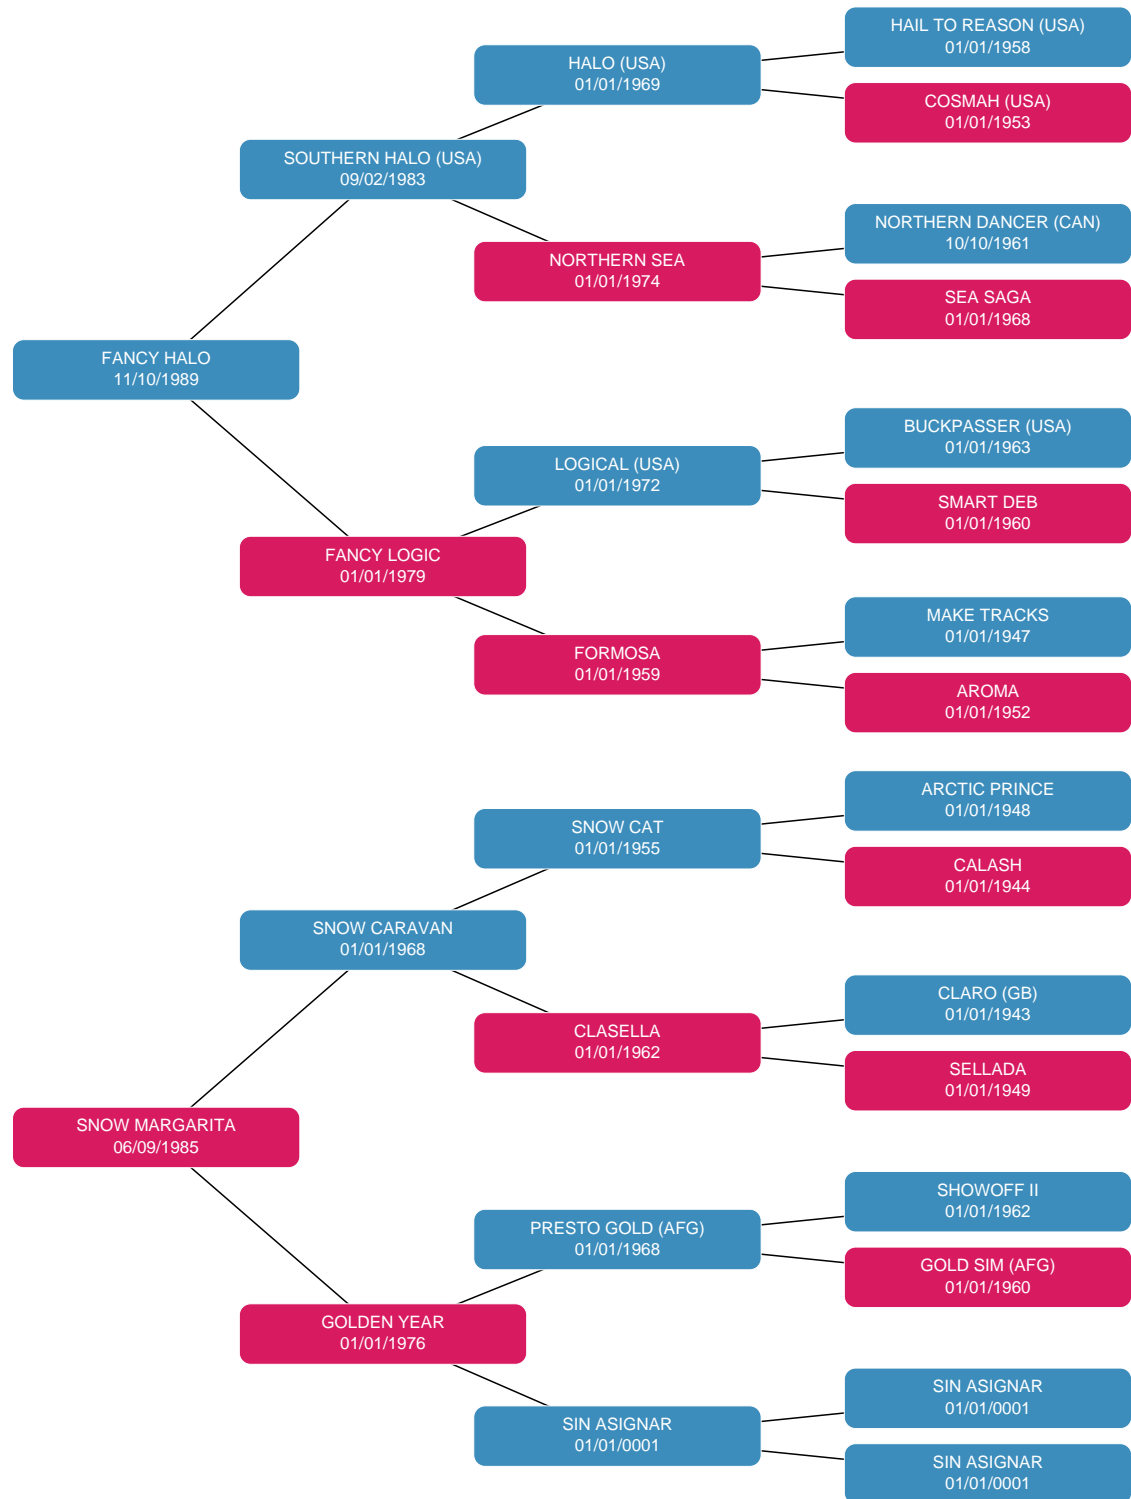 HAIL TO REASON (USA)
01/01/1958
HALO (USA)
01/01/1969
COSMAH (USA)
01/01/1953
SOUTHERN HALO (USA)
09/02/1983
NORTHERN DANCER (CAN)
10/10/1961
NORTHERN SEA
01/01/1974
SEA SAGA
01/01/1968
FANCY HALO
11/10/1989
BUCKPASSER (USA)
01/01/1963
LOGICAL (USA)
01/01/1972
SMART DEB
01/01/1960
FANCY LOGIC
01/01/1979
MAKE TRACKS
01/01/1947
FORMOSA
01/01/1959
AROMA
01/01/1952
ARCTIC PRINCE
01/01/1948
SNOW CAT
01/01/1955
CALASH
01/01/1944
SNOW CARAVAN
01/01/1968
CLARO (GB)
01/01/1943
CLASELLA
01/01/1962
SELLADA
01/01/1949
SNOW MARGARITA
06/09/1985
SHOWOFF II
01/01/1962
PRESTO GOLD (AFG)
01/01/1968
GOLD SIM (AFG)
01/01/1960
GOLDEN YEAR
01/01/1976
SIN ASIGNAR
01/01/0001
SIN ASIGNAR
01/01/0001
SIN ASIGNAR
01/01/0001